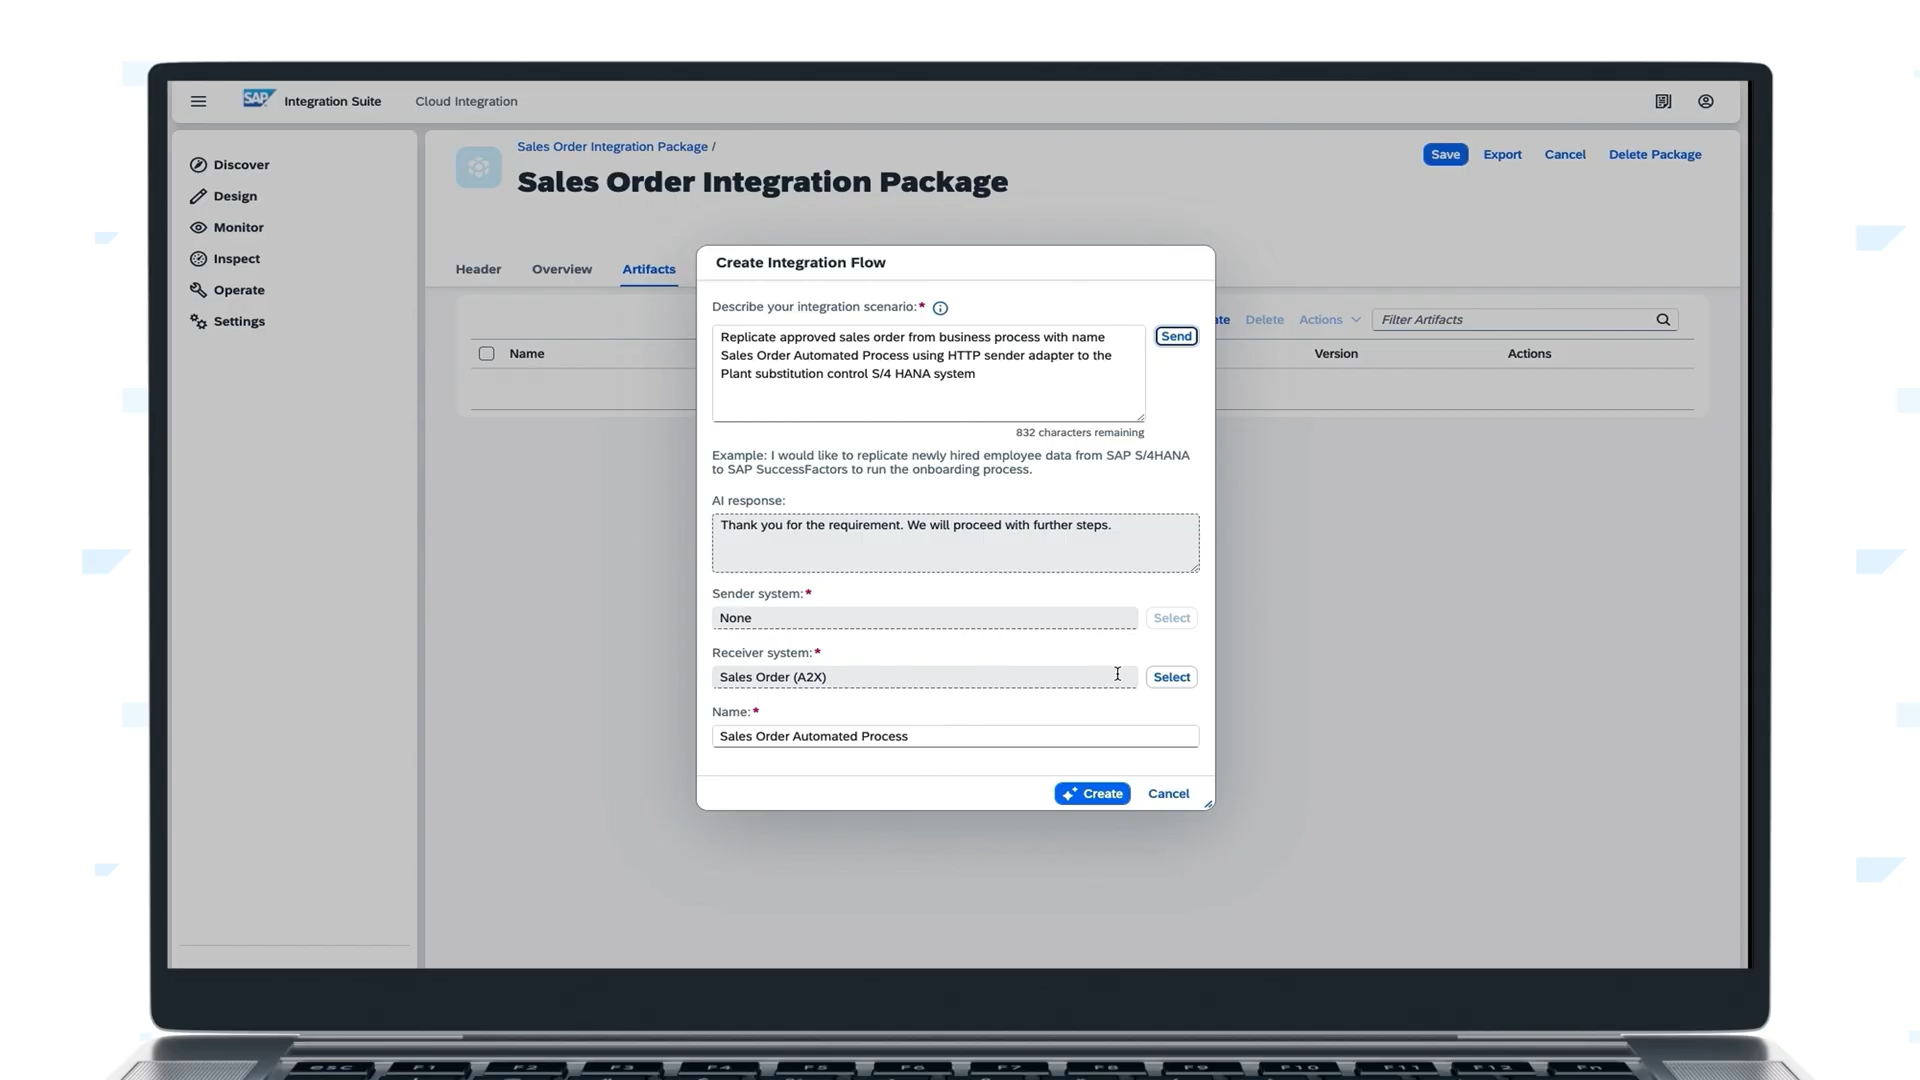 SAP Integration Suite Cloud Integration
Discover
Design
Monitor
Inspect
Operate
Settings
Sales Order Integration Package /
Sales Order Integration Package
Save Export Cancel Delete Package
Header Overview Artifacts
Delete Actions Filter Artifacts
Name Version Actions
Create Integration Flow
Describe your integration scenario:*
Replicate approved sales order from business process with name
Sales Order Automated Process using HTTP sender adapter to the
Plant substitution control S/4 HANA system
Send
832 characters remaining
Example: I would like to replicate newly hired employee data from SAP S/4HANA
to SAP SuccessFactors to run the onboarding process.
AI response:
Thank you for the requirement. We will proceed with further steps.
Sender system:*
None Select
Receiver system:*
Sales Order (A2X) Select
Name:*
Sales Order Automated Process
Create Cancel
esc F1 F2 F3 F4 F5 F6 F7 F8 F9 F10 F11 F12 Fn